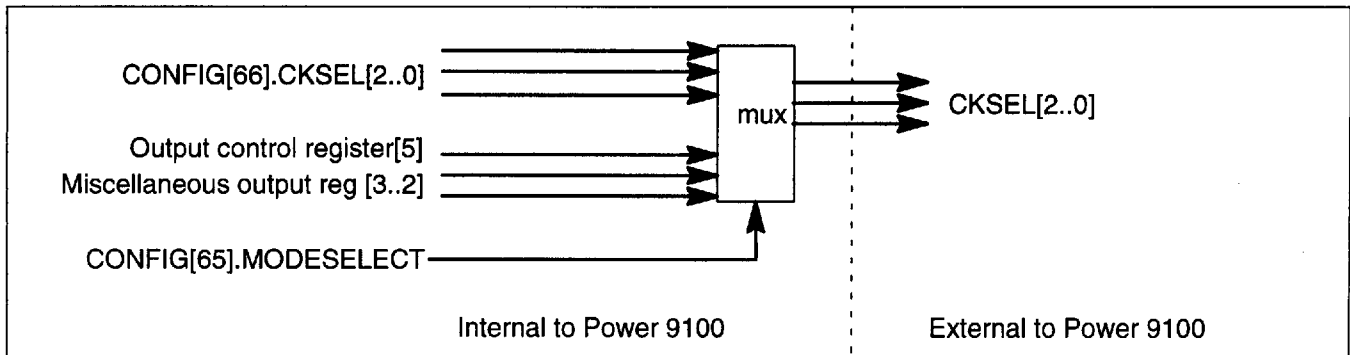 CONFIG[66].CKSEL[2..0]
mux
CKSEL[2..0]
Output control register[5]
Miscellaneous output reg [3..2]
CONFIG[65].MODESELECT
Internal to Power 9100
External to Power 9100